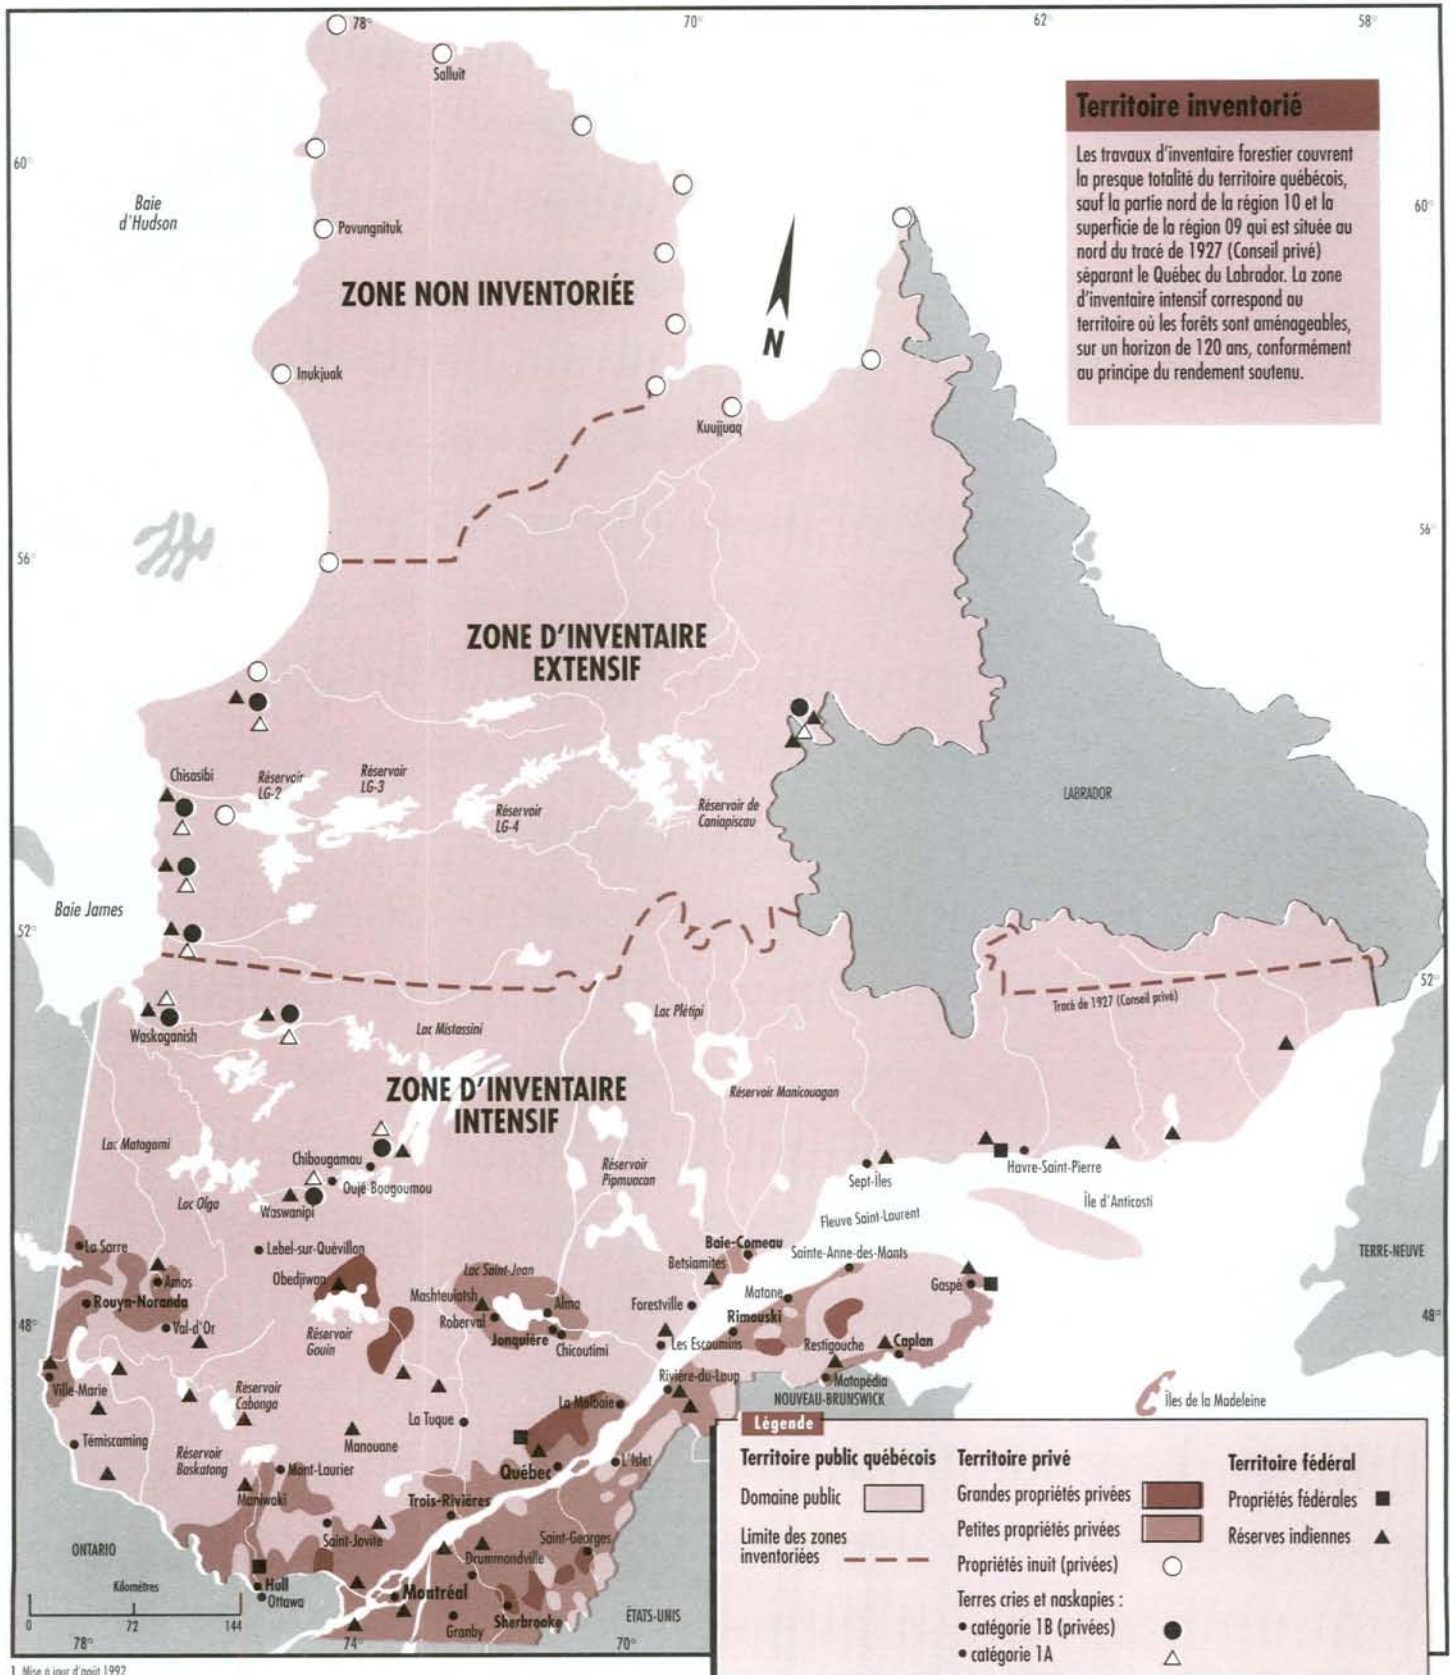 78°
70°
62°
58°
Salluit
Territoire inventorié
Les travaux d'inventaire forestier couvrent
la presque totalité du territoire québécois,
sauf la partie nord de la région 10 et la
superficie de la région 09 qui est située au
nord du tracé de 1927 (Conseil privé)
séparant le Québec du Labrador. La zone
d'inventaire intensif correspond au
territoire où les forêts sont aménageables,
sur un horizon de 120 ans, conformément
au principe du rendement soutenu.
60°
60°
Baie
d'Hudson
Povungnituk
ZONE NON INVENTORIÉE
N
Inukjuak
Kuujjuaq
56°
56°
ZONE D'INVENTAIRE
EXTENSIF
Chisasibi
Réservoir
LG-2
Réservoir
LG-3
Réservoir
LG-4
Réservoir de
Caniapiscau
LABRADOR
Baie James
52°
52°
Tracé de 1927 (Conseil privé)
Waskaganish
Lac Mistassini
Lac Plétipi
ZONE D'INVENTAIRE
INTENSIF
Réservoir Manicouagan
Lac Matagami
Chibougamau
Oujé-Bougoumou
Réservoir
Pipmuacan
Sept-Îles
Havre-Saint-Pierre
Lac Olga
Waswanipi
Île d'Anticosti
Fleuve Saint-Laurent
La Sarre
Lebel-sur-Quévillon
Baie-Comeau
Sainte-Anne-des-Monts
TERRE-NEUVE
Amos
Obedjiwan
Lac Saint-Jean
Betsiamites
Gaspé
Rouyn-Noranda
Mashteuiatsh
Alma
Forestville
Matane
Val-d'Or
Roberval
Rimouski
48°
48°
Réservoir
Gouin
Jonquière
Chicoutimi
Les Escoumins
Restigouche
Caplan
Ville-Marie
Réservoir
Cabonga
Rivière-du-Loup
Matapédia
NOUVEAU-BRUNSWICK
Îles de la Madeleine
La Malbaie
La Tuque
Témiscaming
Réservoir
Baskatong
Manouane
Mont-Laurier
Québec
L'Islet
Maniwaki
Trois-Rivières
Saint-Jovite
Saint-Georges
ONTARIO
Drummondville
Kilomètres
Hull
Ottawa
Montréal
Granby
Sherbrooke
ÉTATS-UNIS
0
72
144
78°
74°
70°
Légende
Territoire public québécois
Domaine public
Limite des zones
inventoriées
Territoire privé
Grandes propriétés privées
Petites propriétés privées
Propriétés inuit (privées)
Terres cries et naskapies :
• catégorie 1B (privées)
• catégorie 1A
Territoire fédéral
Propriétés fédérales
Réserves indiennes
1 Mise à jour d'août 1992